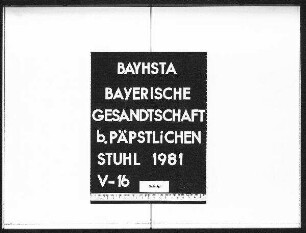 BAYHSTA
BAYERISCHE
GESANDTSCHAFT
b. PÄPSTLiCHEN
STUHL 1981
V-16